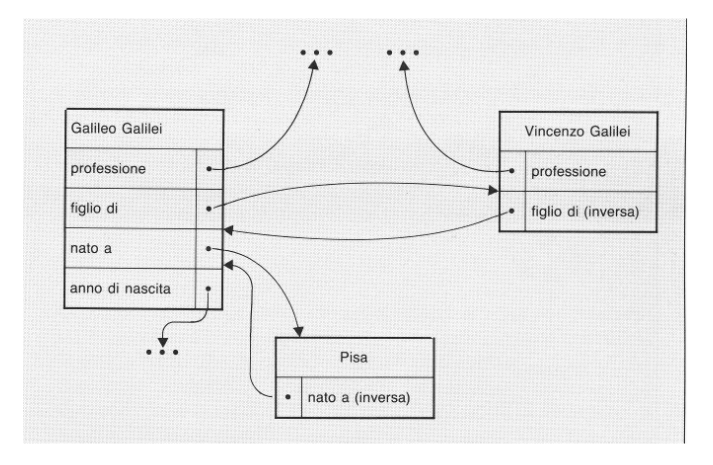 • • •
• • •
Galileo Galilei
professione
figlio di
nato a
anno di nascita
• • •
Vincenzo Galilei
professione
figlio di (inversa)
Pisa
nato a (inversa)